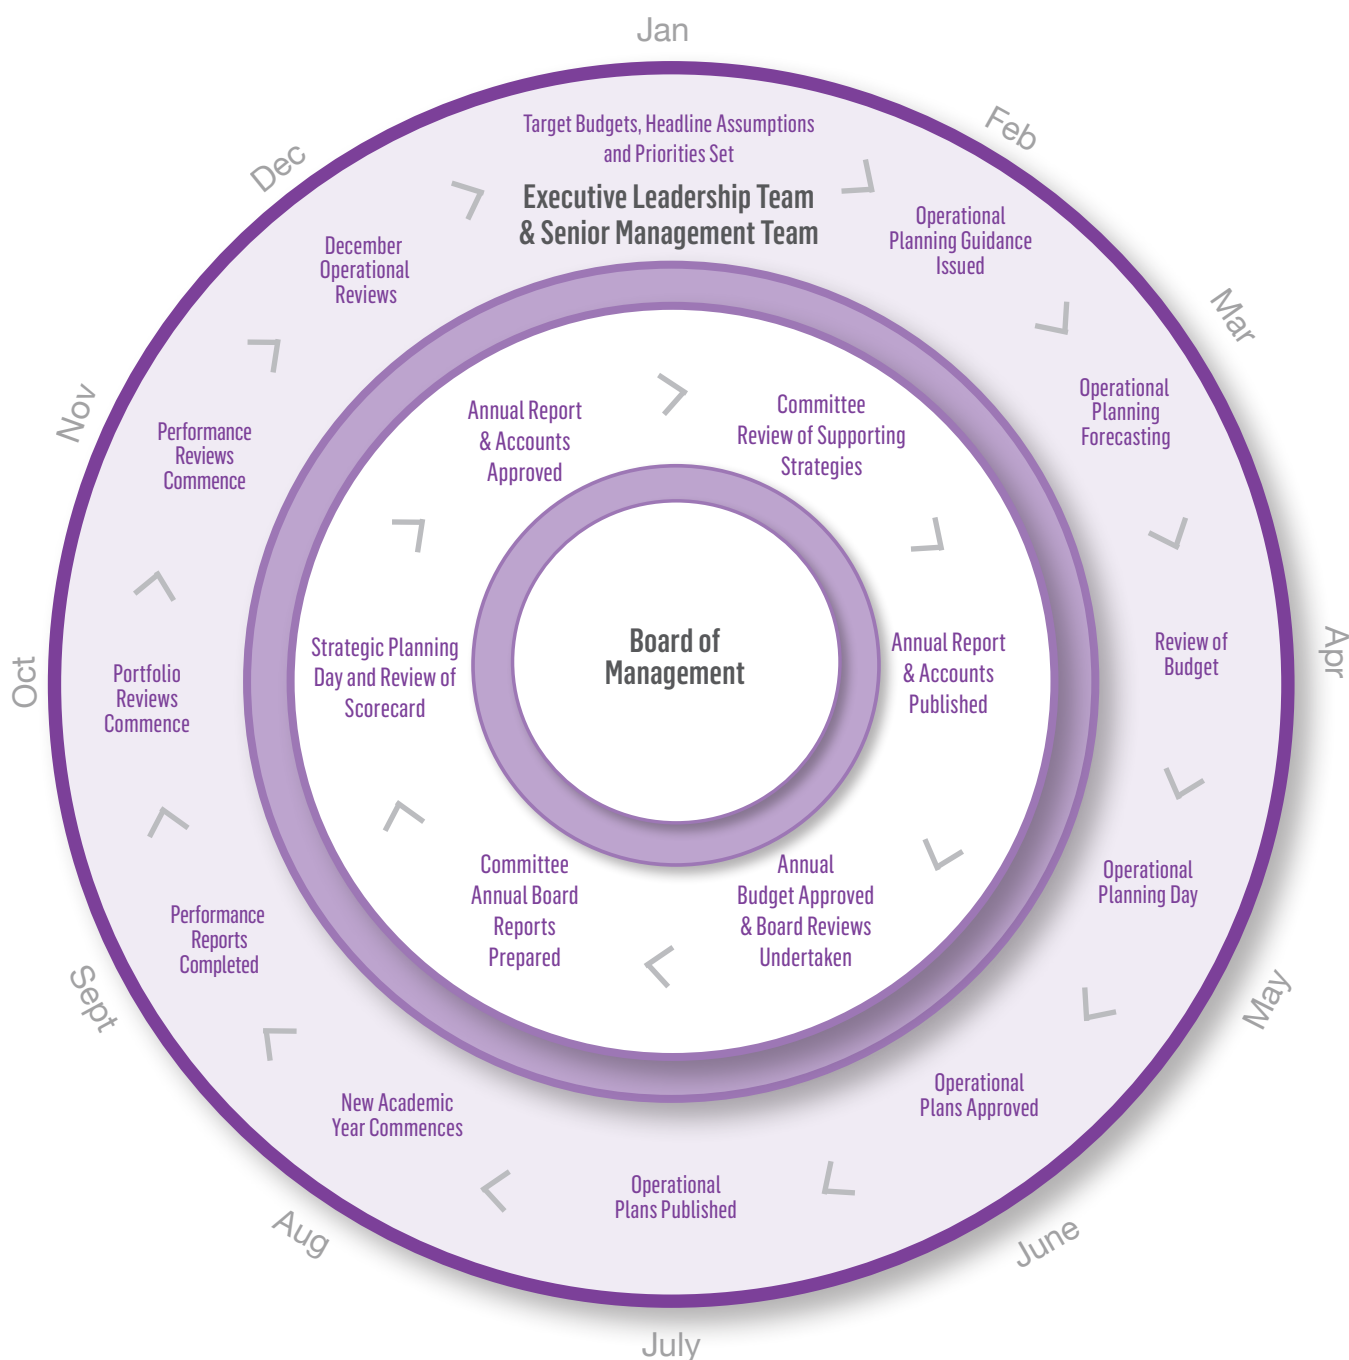 Jan
Feb
Mar
Apr
May
June
July
Aug
Sept
Oct
Nov
Dec
Target Budgets, Headline Assumptions
and Priorities Set
Executive Leadership Team
& Senior Management Team
Operational
Planning Guidance
Issued
Operational
Planning
Forecasting
Review of
Budget
Operational
Planning Day
Operational
Plans Approved
Operational
Plans Published
New Academic
Year Commences
Performance
Reports
Completed
Portfolio
Reviews
Commence
Performance
Reviews
Commence
December
Operational
Reviews
Annual Report
& Accounts
Approved
Committee
Review of Supporting
Strategies
Annual Report
& Accounts
Published
Annual
Budget Approved
& Board Reviews
Undertaken
Committee
Annual Board
Reports
Prepared
Strategic Planning
Day and Review of
Scorecard
Board of
Management